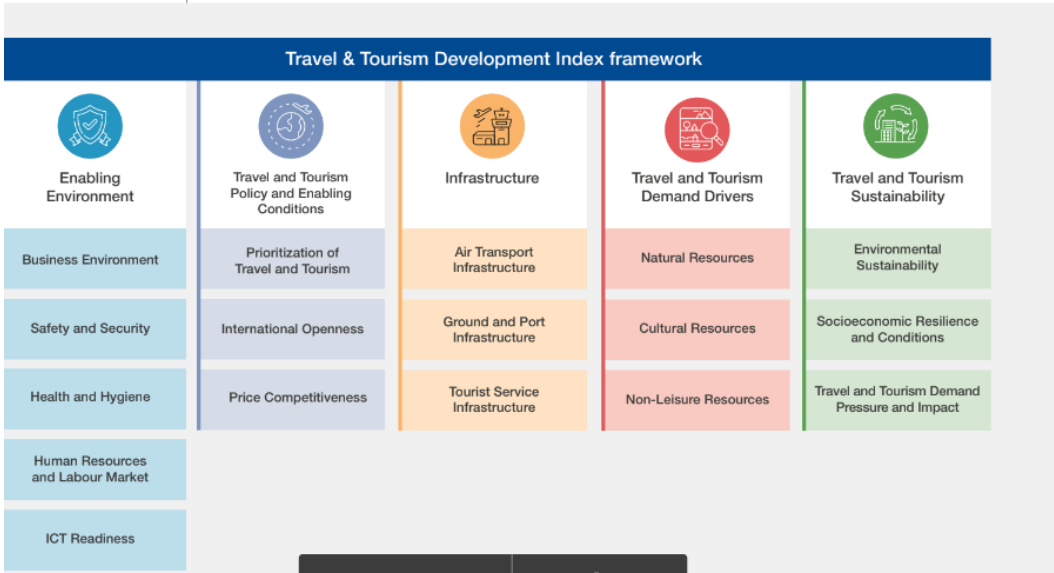 Travel & Tourism Development Index framework
Enabling
Environment
Business Environment
Safety and Security
Health and Hygiene
Human Resources
and Labour Market
ICT Readiness
Travel and Tourism
Policy and Enabling
Conditions
Prioritization of
Travel and Tourism
International Openness
Price Competitiveness
Infrastructure
Air Transport
Infrastructure
Ground and Port
Infrastructure
Tourist Service
Infrastructure
Travel and Tourism
Demand Drivers
Natural Resources
Cultural Resources
Non-Leisure Resources
Travel and Tourism
Sustainability
Environmental
Sustainability
Socioeconomic Resilience
and Conditions
Travel and Tourism Demand
Pressure and Impact